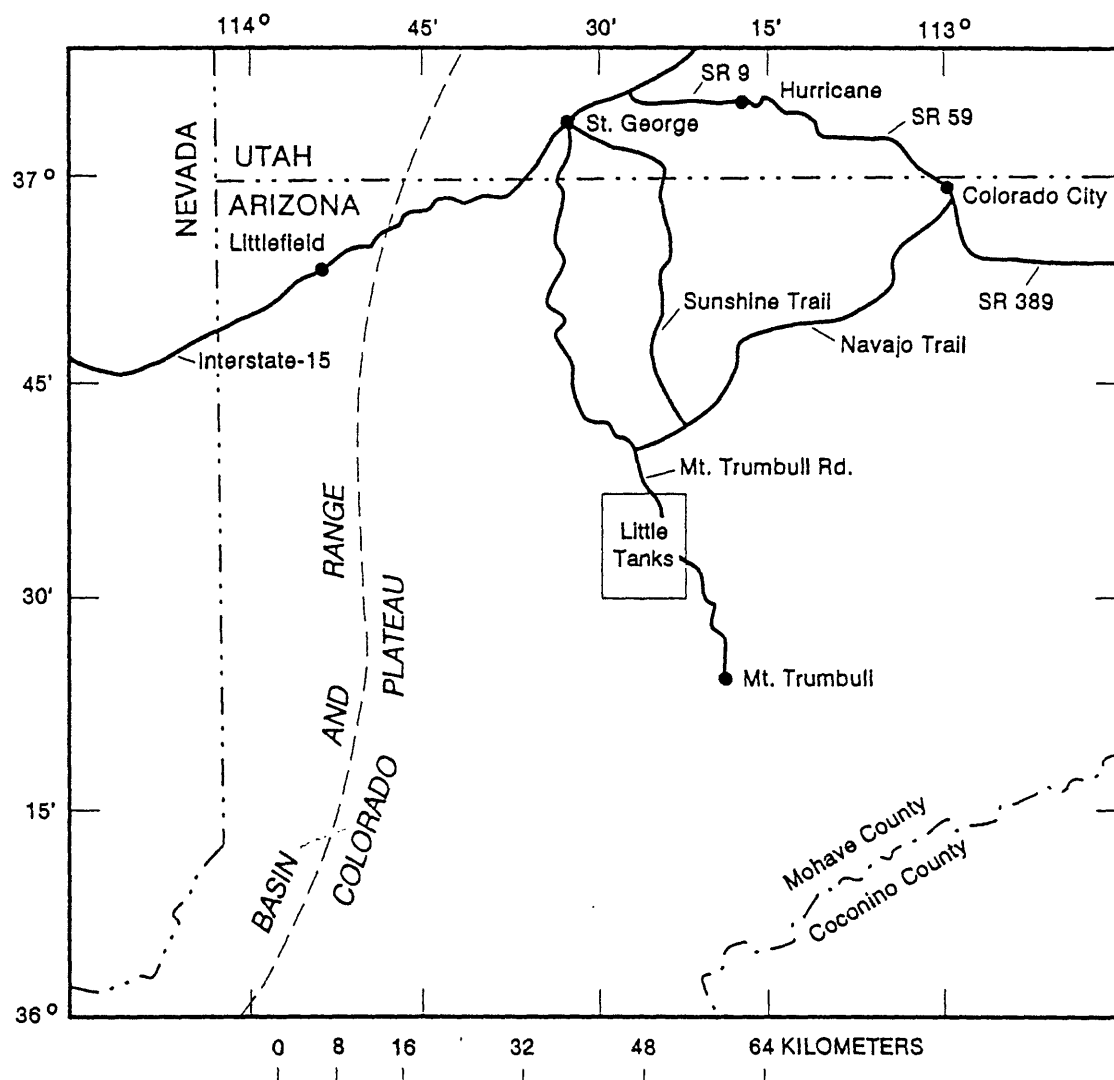 114° 45' 30' 15' 113°
SR 9
Hurricane
St. George
SR 59
NEVADA
UTAH
37°
ARIZONA
Colorado City
Littlefield
Sunshine Trail
SR 389
Navajo Trail
Interstate-15
45'
Mt. Trumbull Rd.
Little
Tanks
BASIN AND RANGE
COLORADO PLATEAU
30'
Mt. Trumbull
15'
Mohave County
Coconino County
36°
0 8 16 32 48 64 KILOMETERS